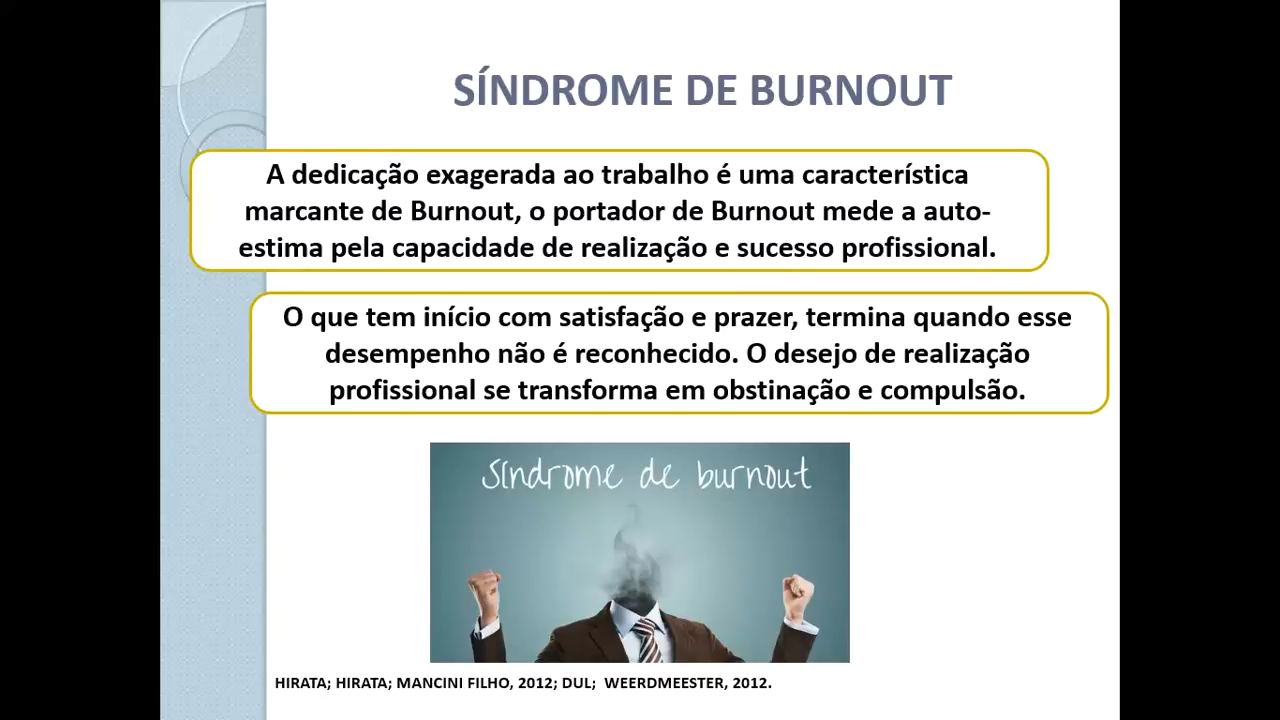 SÍNDROME DE BURNOUT
A dedicação exagerada ao trabalho é uma característica
marcante de Burnout, o portador de Burnout mede a auto-
estima pela capacidade de realização e sucesso profissional.
O que tem início com satisfação e prazer, termina quando esse
desempenho não é reconhecido. O desejo de realização
profissional se transforma em obstinação e compulsão.
síndrome de burnout
HIRATA; HIRATA; MANCINI FILHO, 2012; DUL;  WEERDMEESTER, 2012.